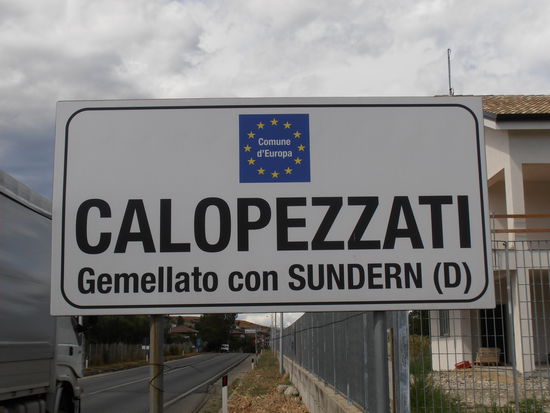 Comune
d'Europa
CALOPEZZATI
Gemellato con SUNDERN (D)